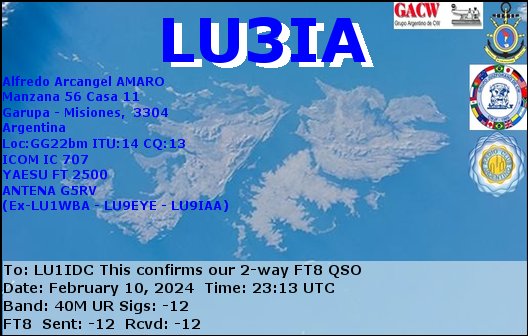 LU3IA
GACW
Grupo Argentino de CW
Alfredo Arcangel AMARO
Manzana 56 Casa 11
Garupa - Misiones, 3304
Argentina
Loc:GG22bm ITU:14 CQ:13
ICOM IC 707
YAESU FT 2500
ANTENA G5RV
(Ex-LU1WBA - LU9EYE - LU9IAA)
To: LU1IDC This confirms our 2-way FT8 QSO
Date: February 10, 2024 Time: 23:13 UTC
Band: 40M UR Sigs: -12
FT8 Sent: -12 Rcvd: -12